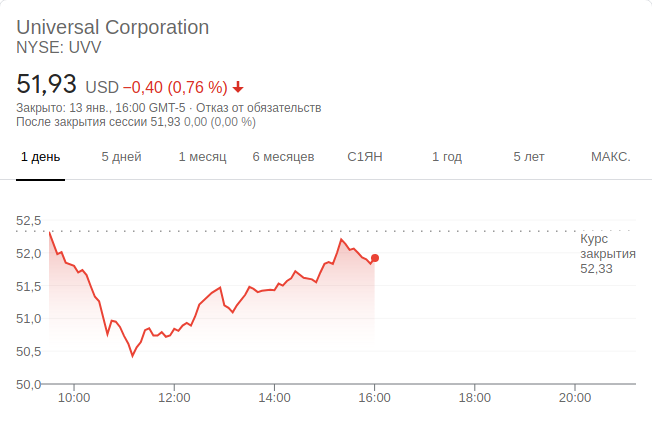 Universal Corporation
NYSE: UVV
51,93 USD −0,40 (0,76 %)
Закрыто: 13 янв., 16:00 GMT-5 · Отказ от обязательств
После закрытия сессии 51,93 0,00 (0,00 %)
1 день 5 дней 1 месяц 6 месяцев С1ЯН 1 год 5 лет МАКС.
52,5
Курс
закрытия
52,33
52,0
51,5
51,0
50,5
50,0
10:00 12:00 14:00 16:00 18:00 20:00